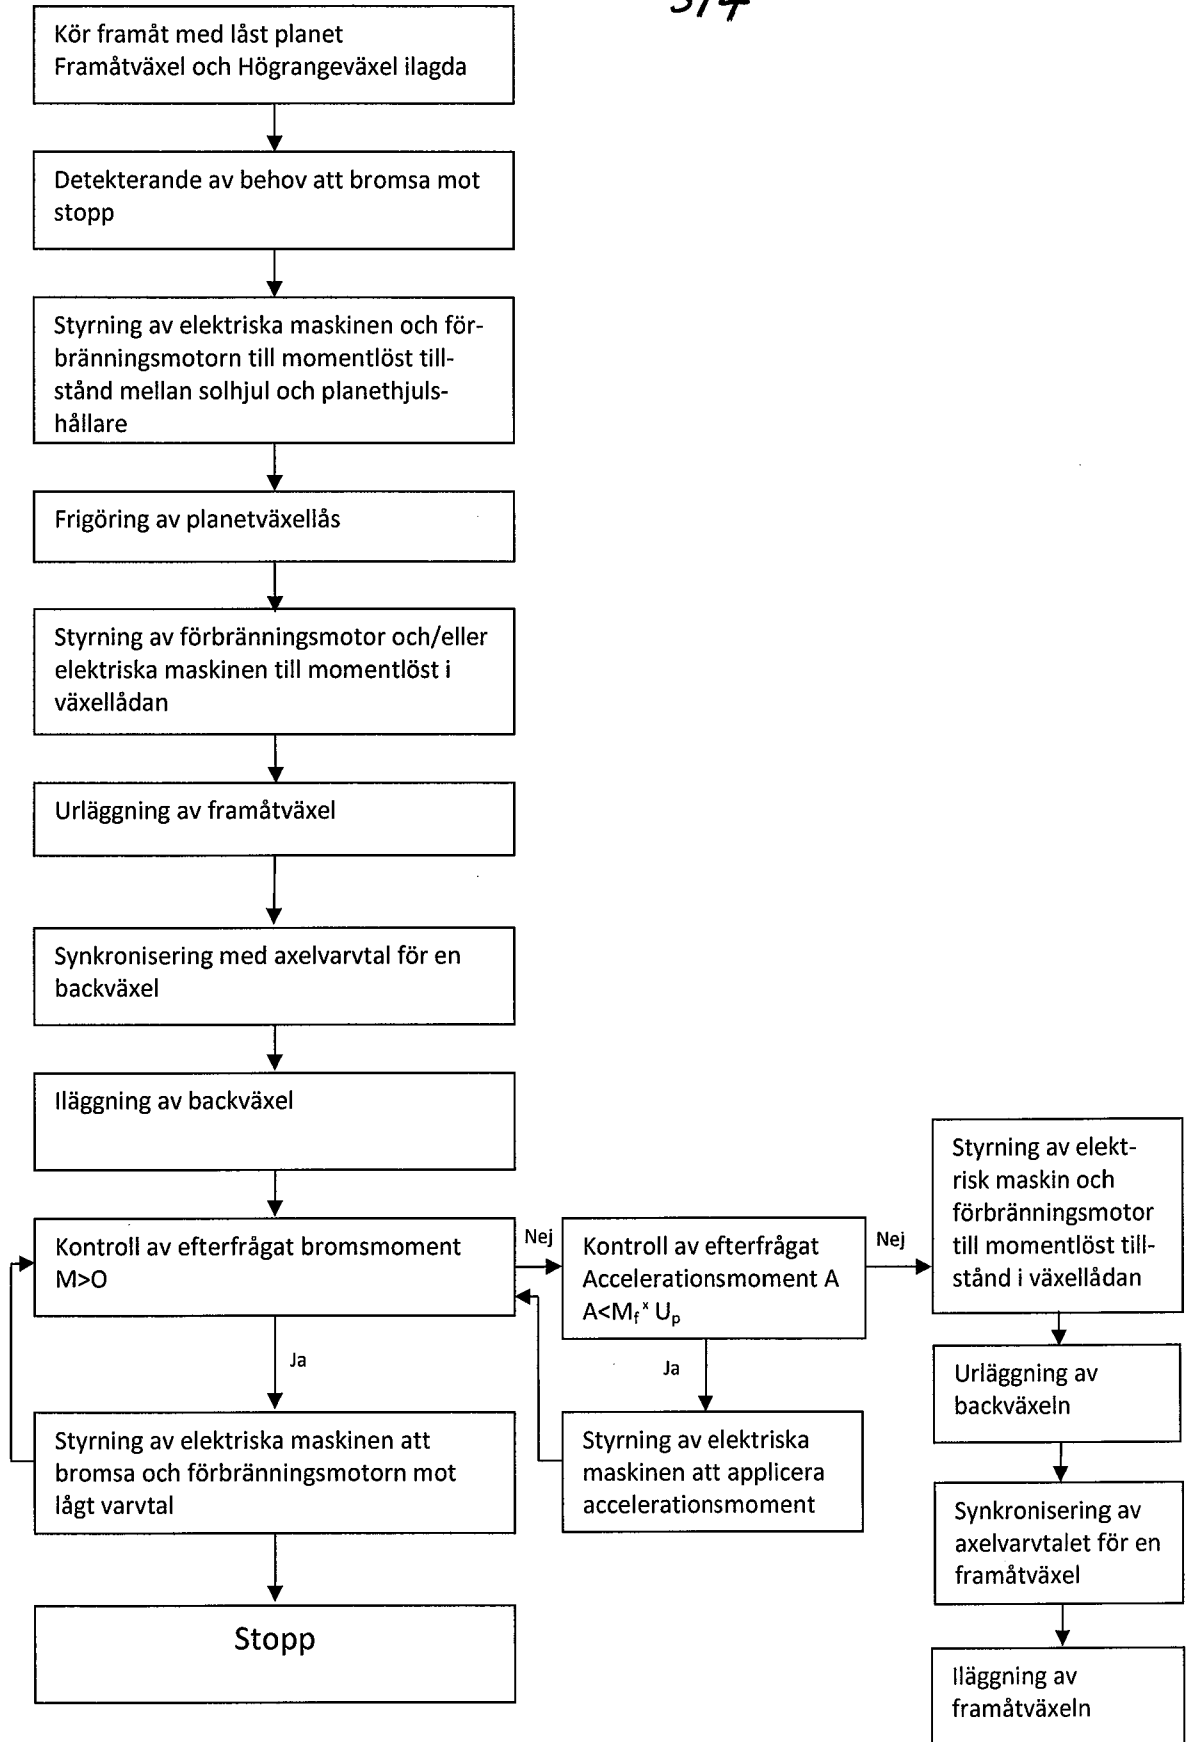 3/4
Kör framåt med låst planet
Framåtväxel och Högrangeväxel ilagda
Detekterande av behov att bromsa mot
stopp
Styrning av elektriska maskinen och för-
bränningsmotorn till momentlöst till-
stånd mellan solhjul och planethjuls-
hållare
Frigöring av planetväxellås
Styrning av förbränningsmotor och/eller
elektriska maskinen till momentlöst i
växellådan
Urläggning av framåtväxel
Synkronisering med axelvarvtal för en
backväxel
Iläggning av backväxel
Kontroll av efterfrågat bromsmoment
M>O
Nej
Kontroll av efterfrågat
Accelerationsmoment A
A<Mf x Up
Nej
Styrning av elekt-
risk maskin och
förbränningsmotor
till momentlöst till-
stånd i växellådan
Ja
Ja
Urläggning av
backväxeln
Styrning av elektriska maskinen att
bromsa och förbränningsmotorn mot
lågt varvtal
Styrning av elektriska
maskinen att applicera
accelerationsmoment
Synkronisering av
axelvarvtalet för en
framåtväxel
Stopp
Iläggning av
framåtväxeln